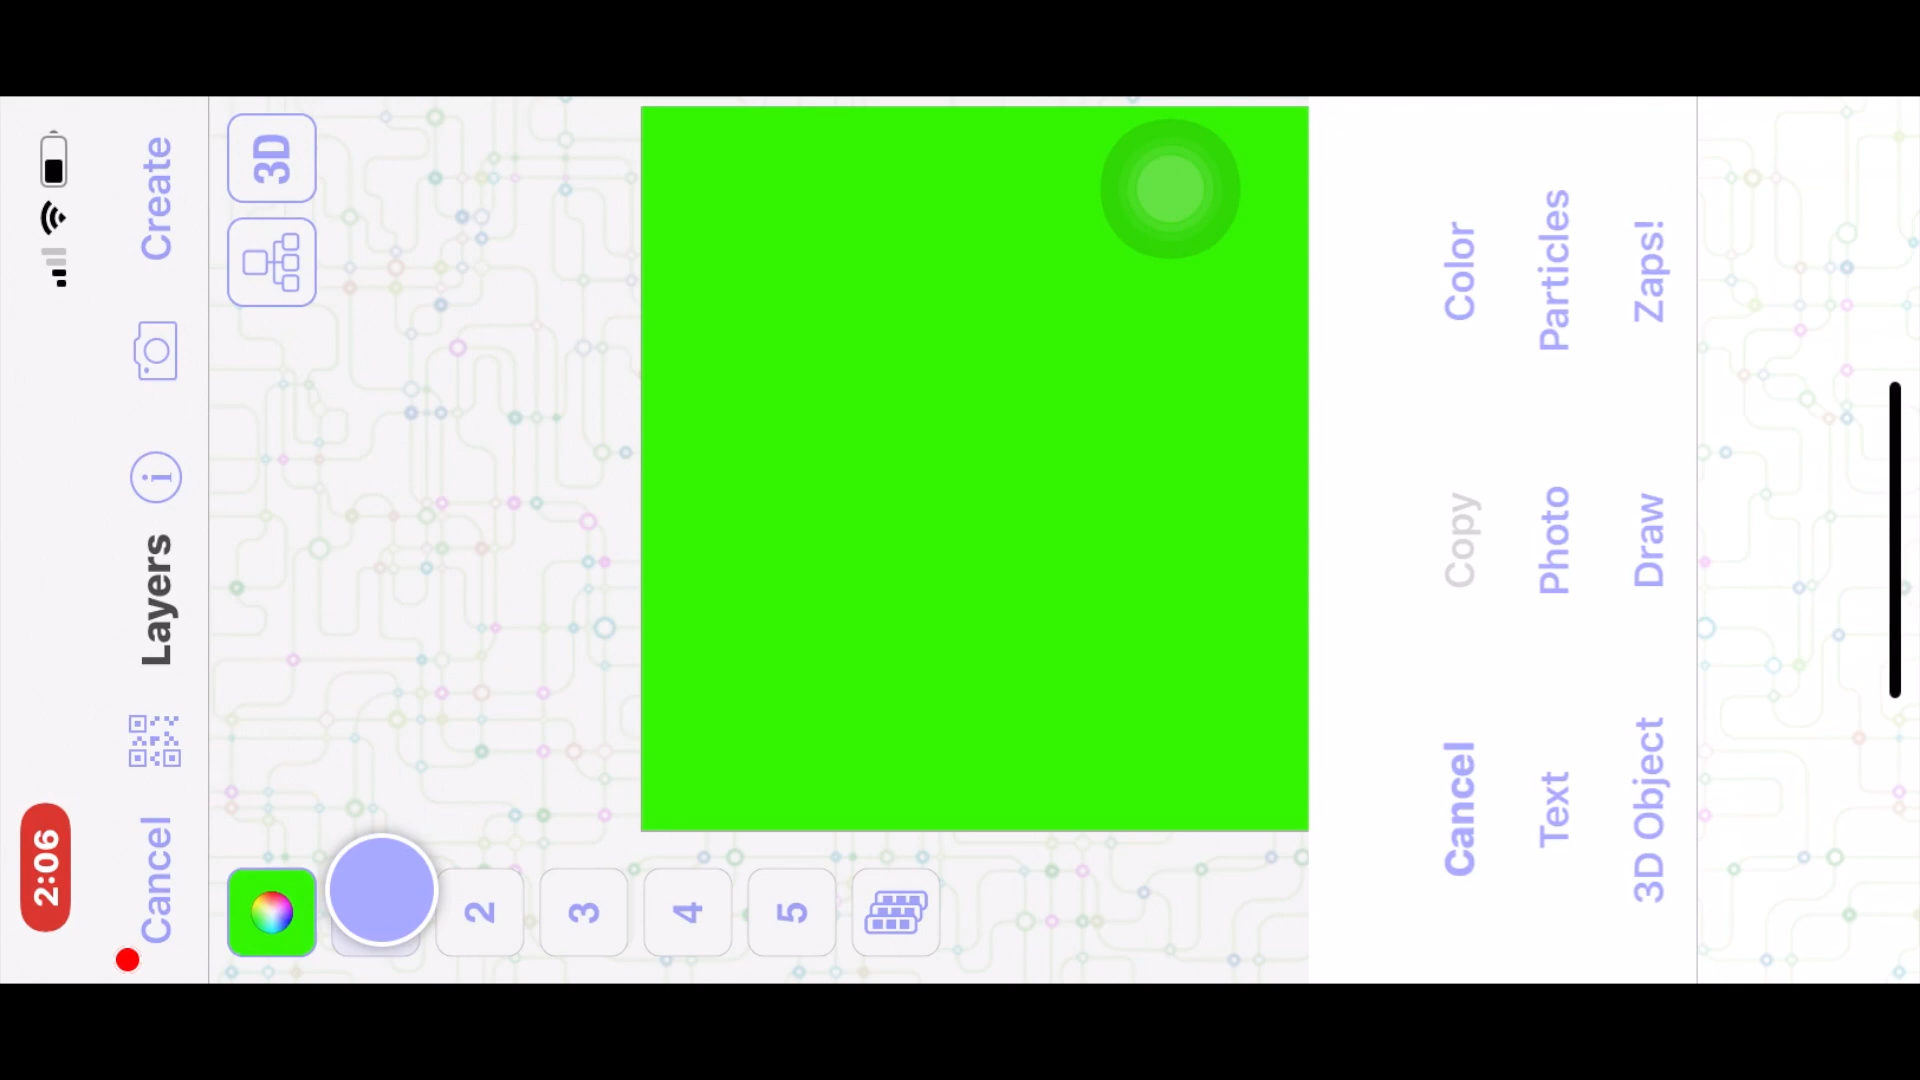 2:06
Cancel Layers Create
3D
2
3
4
5
Cancel Copy Color
Text Photo Particles
3D Object Draw Zaps!